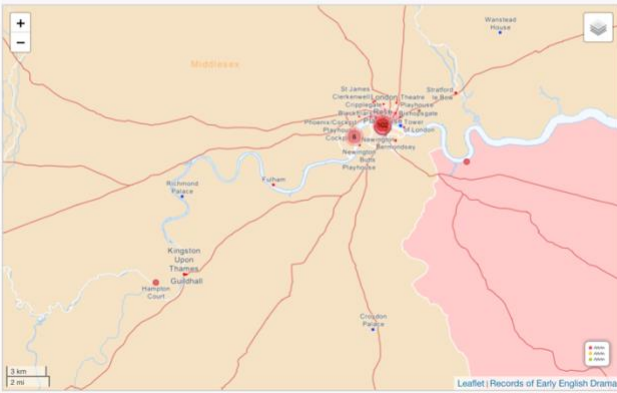 +
−
Wanstead
House
Middlesex
St James
Clerkenwell London Theatre
Cripplegate Playhouse
Stratford
le Bow
Bishopsgate
Phoenix/Cockpit
Tower
of London
Cockpit
Newington
Bermondsey
Newington
Butts
Playhouse
Richmond
Palace
Fulham
Kingston
Upon
Thames
Guildhall
Hampton
Court
Croydon
Palace
3 km
2 mi
Leaflet | Records of Early English Drama